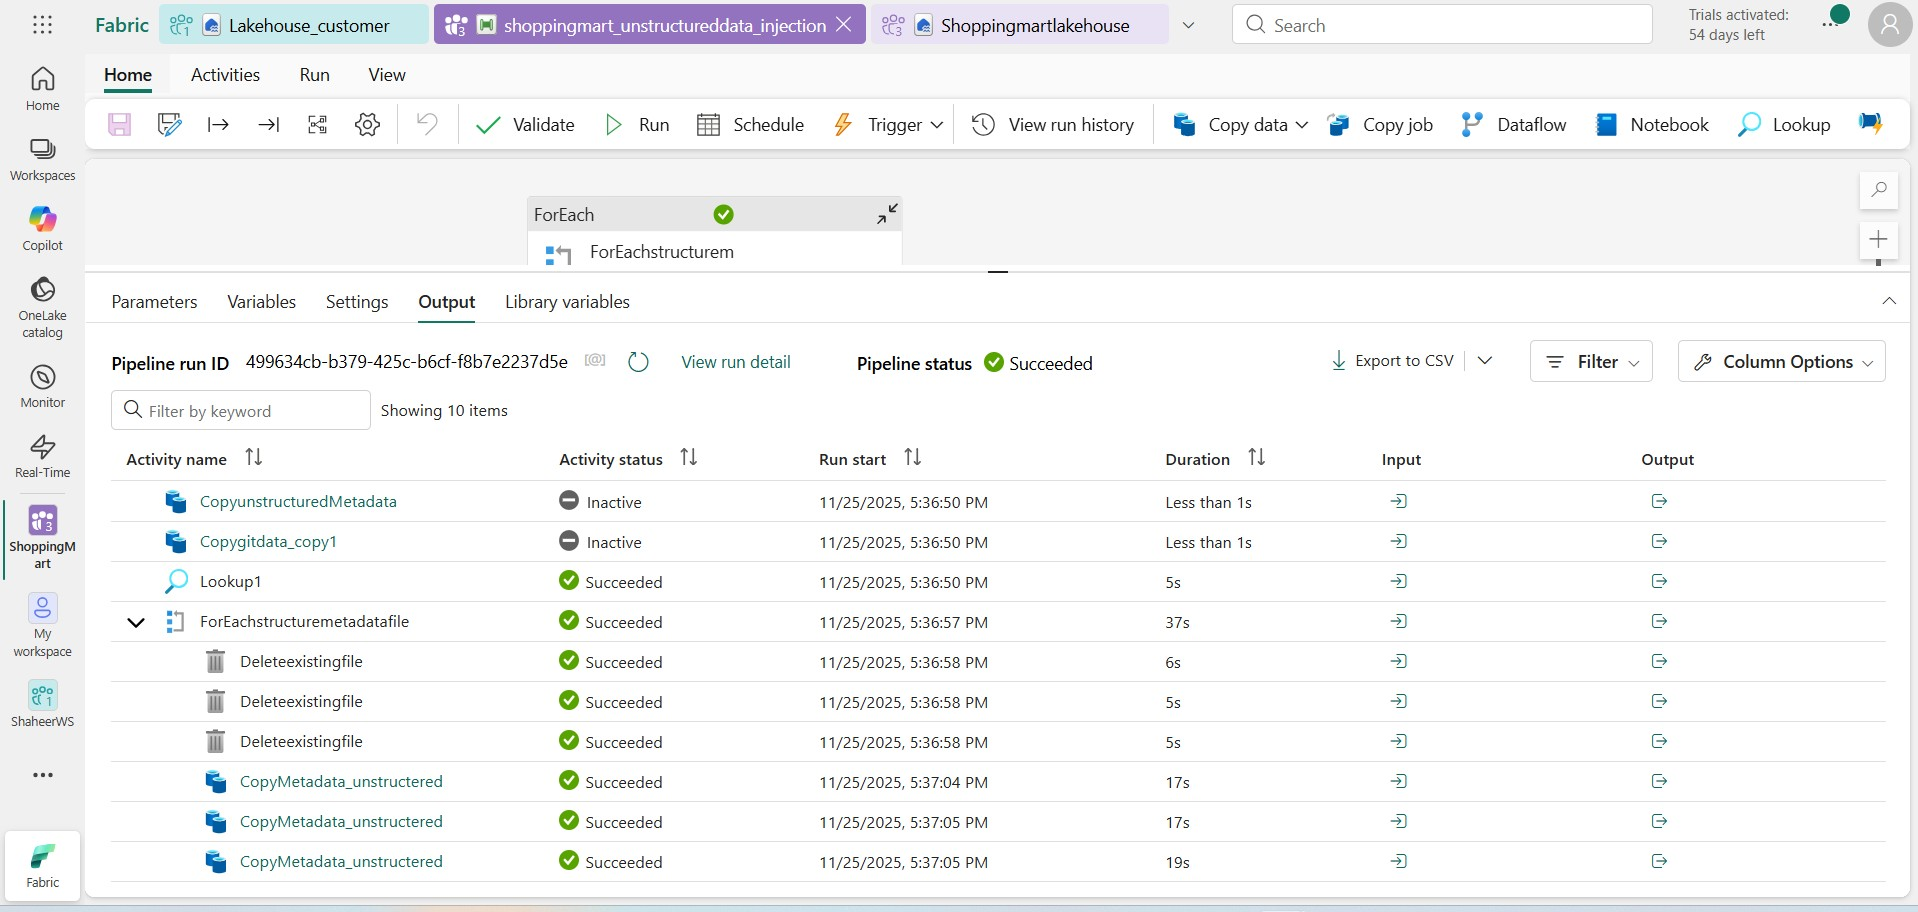 Fabric
1
Lakehouse_customer
3
shoppingmart_unstructureddata_injection
3
Shoppingmartlakehouse
Search
Trials activated:
54 days left
Home
Activities
Run
View
Validate
Run
Schedule
Trigger
View run history
Copy data
Copy job
Dataflow
Notebook
Lookup
Home
Workspaces
Copilot
OneLake
catalog
Monitor
Real-Time
3
ShoppingM
art
My
workspace
1
ShaheerWS
Fabric
ForEach
ForEachstructurem
Parameters
Variables
Settings
Output
Library variables
Pipeline run ID 499634cb-b379-425c-b6cf-f8b7e2237d5e [@] View run detail
Pipeline status Succeeded
Export to CSV
Filter
Column Options
Filter by keyword
Showing 10 items
Activity name Activity status Run start Duration Input Output
CopyunstructuredMetadata Inactive 11/25/2025, 5:36:50 PM Less than 1s
Copygitdata_copy1 Inactive 11/25/2025, 5:36:50 PM Less than 1s
Lookup1 Succeeded 11/25/2025, 5:36:50 PM 5s
ForEachstructuremetadatafile Succeeded 11/25/2025, 5:36:57 PM 37s
Deleteexistingfile Succeeded 11/25/2025, 5:36:58 PM 6s
Deleteexistingfile Succeeded 11/25/2025, 5:36:58 PM 5s
Deleteexistingfile Succeeded 11/25/2025, 5:36:58 PM 5s
CopyMetadata_unstructered Succeeded 11/25/2025, 5:37:04 PM 17s
CopyMetadata_unstructered Succeeded 11/25/2025, 5:37:05 PM 17s
CopyMetadata_unstructered Succeeded 11/25/2025, 5:37:05 PM 19s